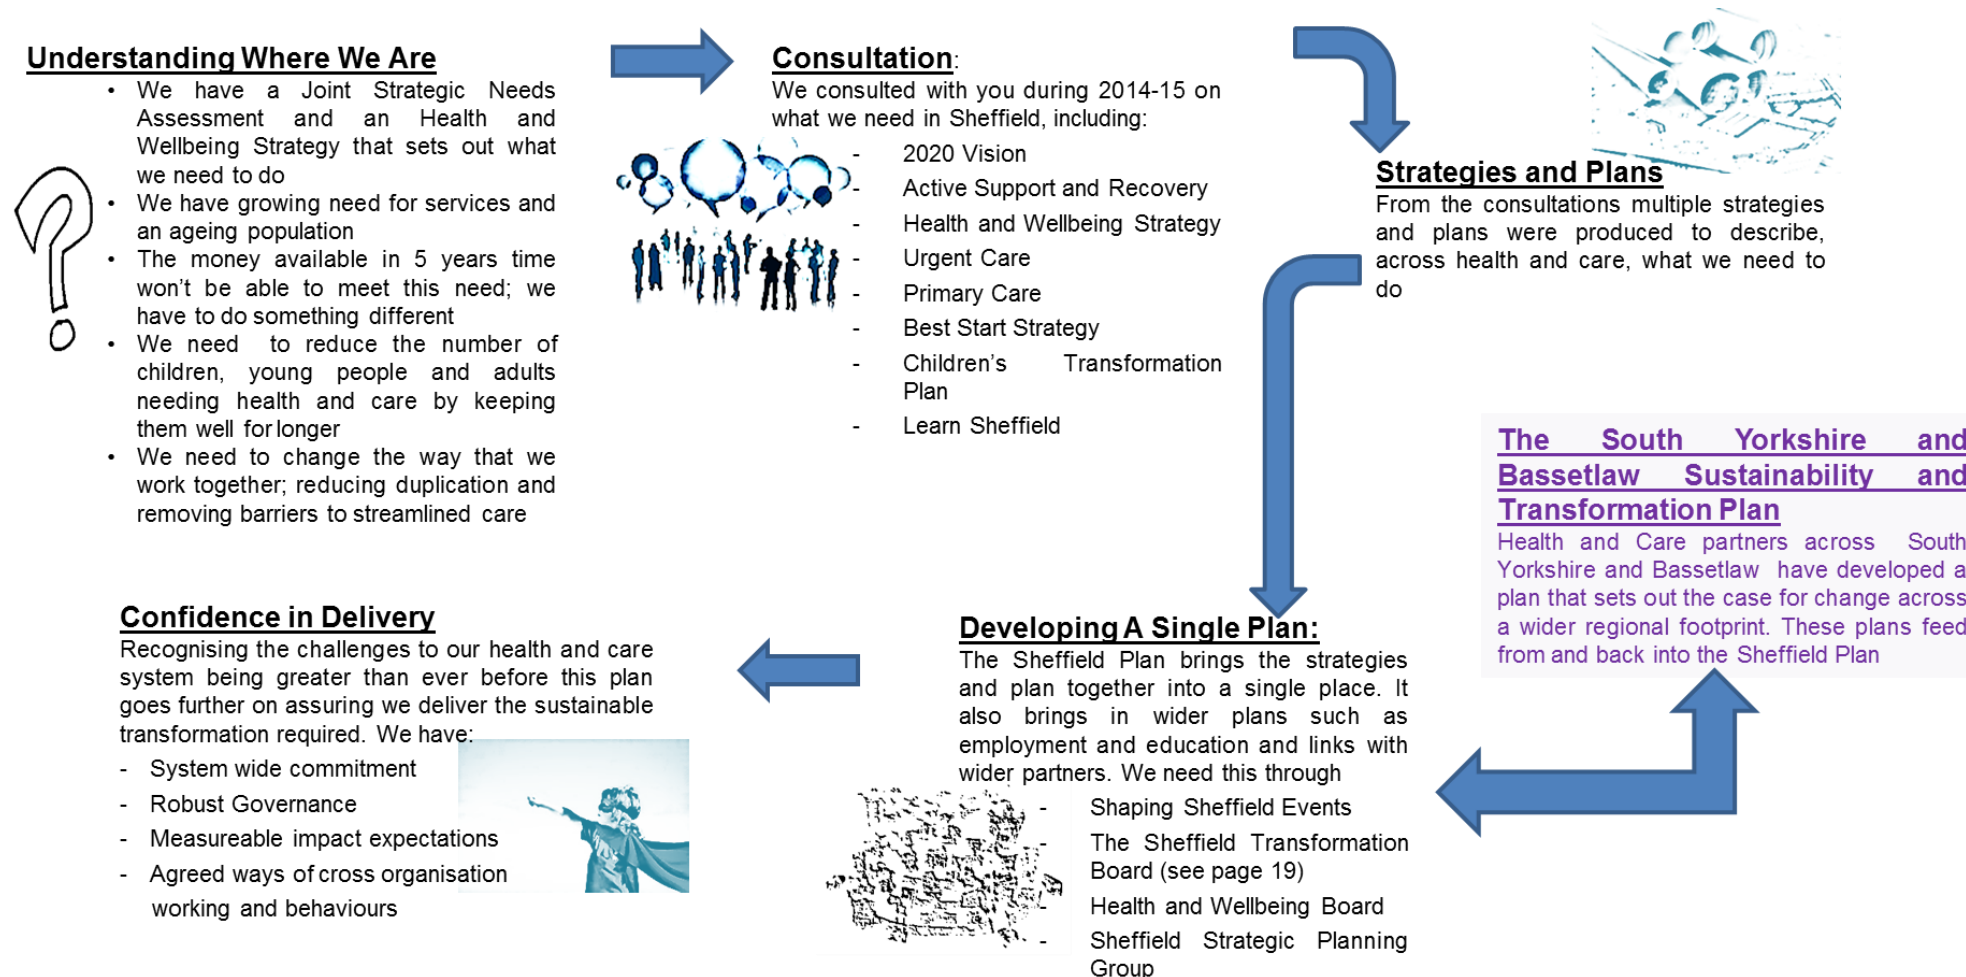 Understanding Where We Are
• We have a Joint Strategic Needs
Assessment and an Health and
Wellbeing Strategy that sets out what
we need to do
• We have growing need for services and
an ageing population
• The money available in 5 years time
won't be able to meet this need; we
have to do something different
• We need to reduce the number of
children, young people and adults
needing health and care by keeping
them well for longer
• We need to change the way that we
work together; reducing duplication and
removing barriers to streamlined care
Consultation:
We consulted with you during 2014-15 on
what we need in Sheffield, including:
- 2020 Vision
- Active Support and Recovery
- Health and Wellbeing Strategy
- Urgent Care
- Primary Care
- Best Start Strategy
- Children's Transformation
Plan
- Learn Sheffield
Strategies and Plans
From the consultations multiple strategies
and plans were produced to describe,
across health and care, what we need to
do
The South Yorkshire and
Bassetlaw Sustainability and
Transformation Plan
Health and Care partners across South
Yorkshire and Bassetlaw have developed a
plan that sets out the case for change across
a wider regional footprint. These plans feed
from and back into the Sheffield Plan
Developing A Single Plan:
The Sheffield Plan brings the strategies
and plan together into a single place. It
also brings in wider plans such as
employment and education and links with
wider partners. We need this through
- Shaping Sheffield Events
- The Sheffield Transformation
Board (see page 19)
- Health and Wellbeing Board
- Sheffield Strategic Planning
Group
Confidence in Delivery
Recognising the challenges to our health and care
system being greater than ever before this plan
goes further on assuring we deliver the sustainable
transformation required. We have:
- System wide commitment
- Robust Governance
- Measureable impact expectations
- Agreed ways of cross organisation
working and behaviours